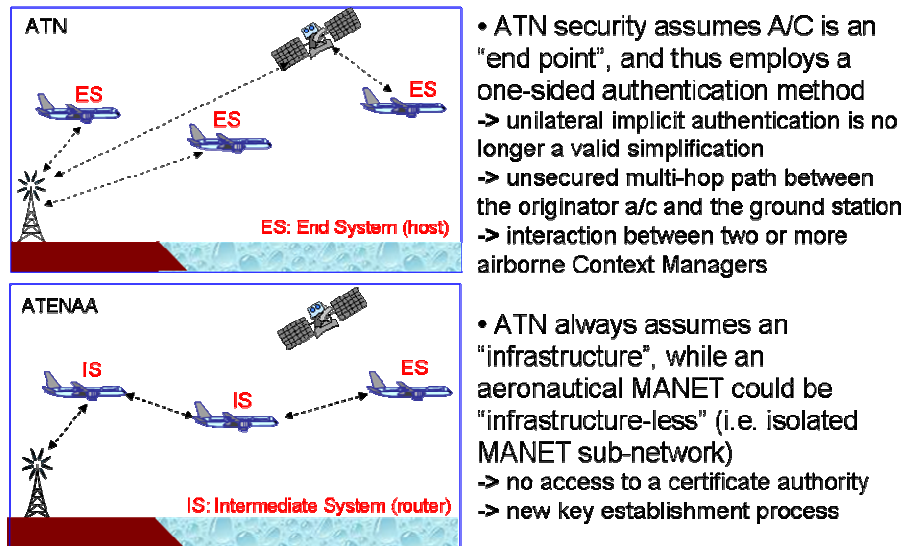 ATN
ES
ES
ES
ES: End System (host)
• ATN security assumes A/C is an
“end point”, and thus employs a
one-sided authentication method
-> unilateral implicit authentication is no
longer a valid simplification
-> unsecured multi-hop path between
the originator a/c and the ground station
-> interaction between two or more
airborne Context Managers
ATENAA
IS
IS
ES
IS: Intermediate System (router)
• ATN always assumes an
“infrastructure”, while an
aeronautical MANET could be
“infrastructure-less” (i.e. isolated
MANET sub-network)
-> no access to a certificate authority
-> new key establishment process